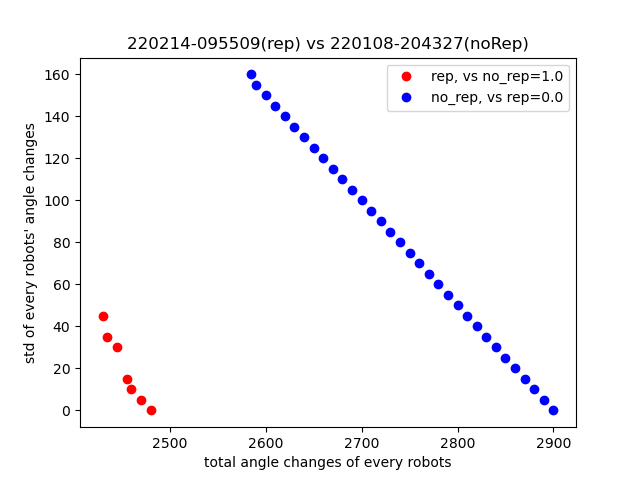 220214-095509(rep) vs 220108-204327(noRep)
rep, vs no_rep=1.0
no_rep, vs rep=0.0
std of every robots' angle changes
160
140
120
100
80
60
40
20
0
2500 2600 2700 2800 2900
total angle changes of every robots